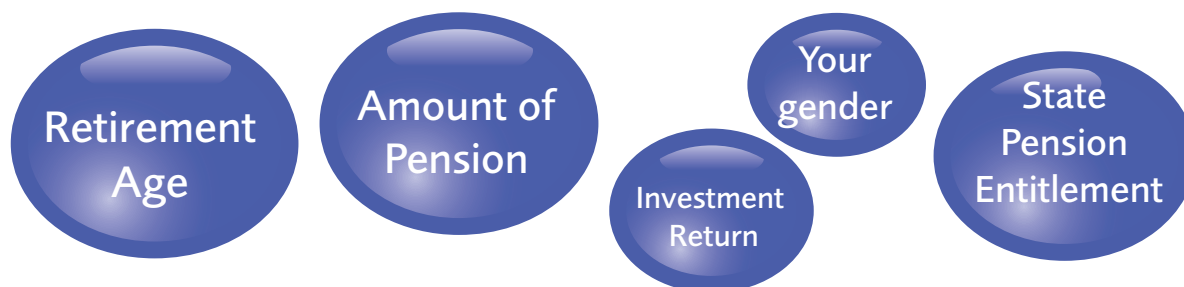 Retirement
Age
Amount of
Pension
Investment
Return
Your
gender
State
Pension
Entitlement